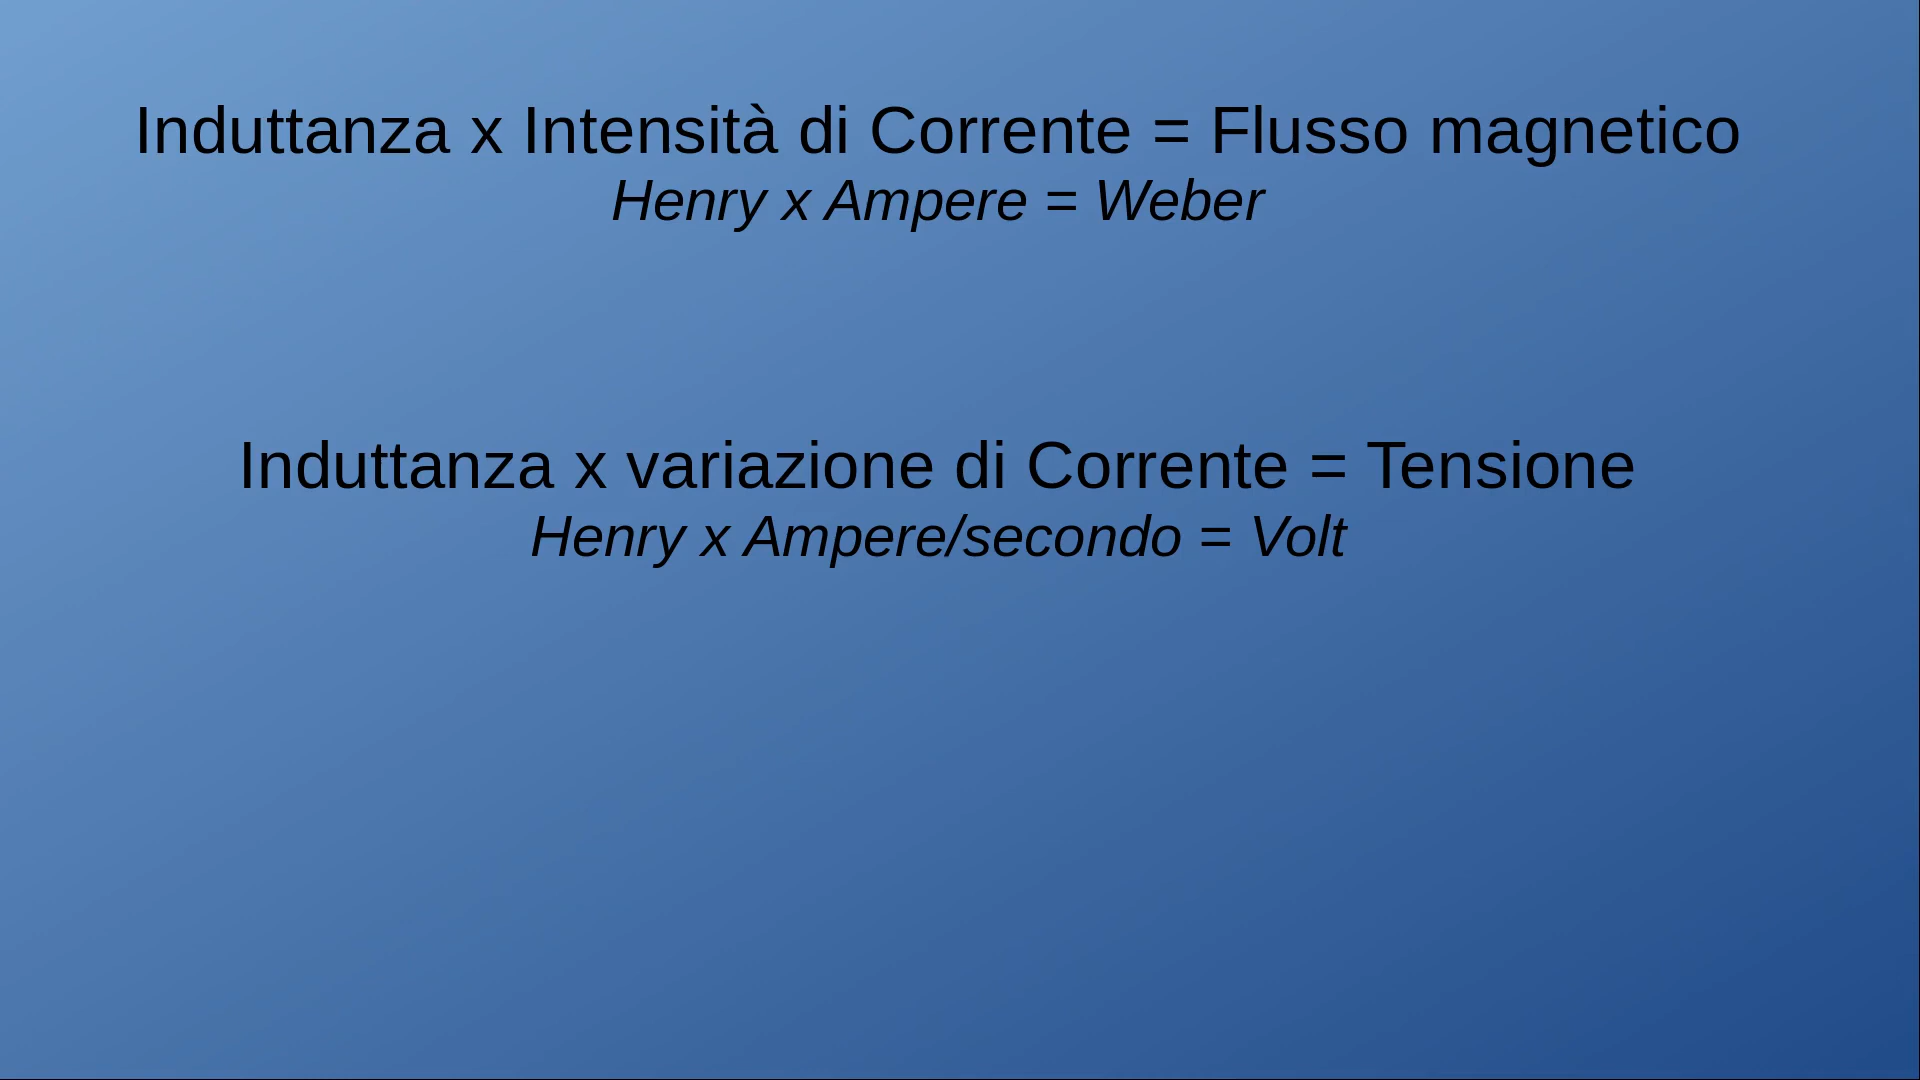 Induttanza x Intensità di Corrente = Flusso magnetico
Henry x Ampere = Weber
Induttanza x variazione di Corrente = Tensione
Henry x Ampere/secondo = Volt